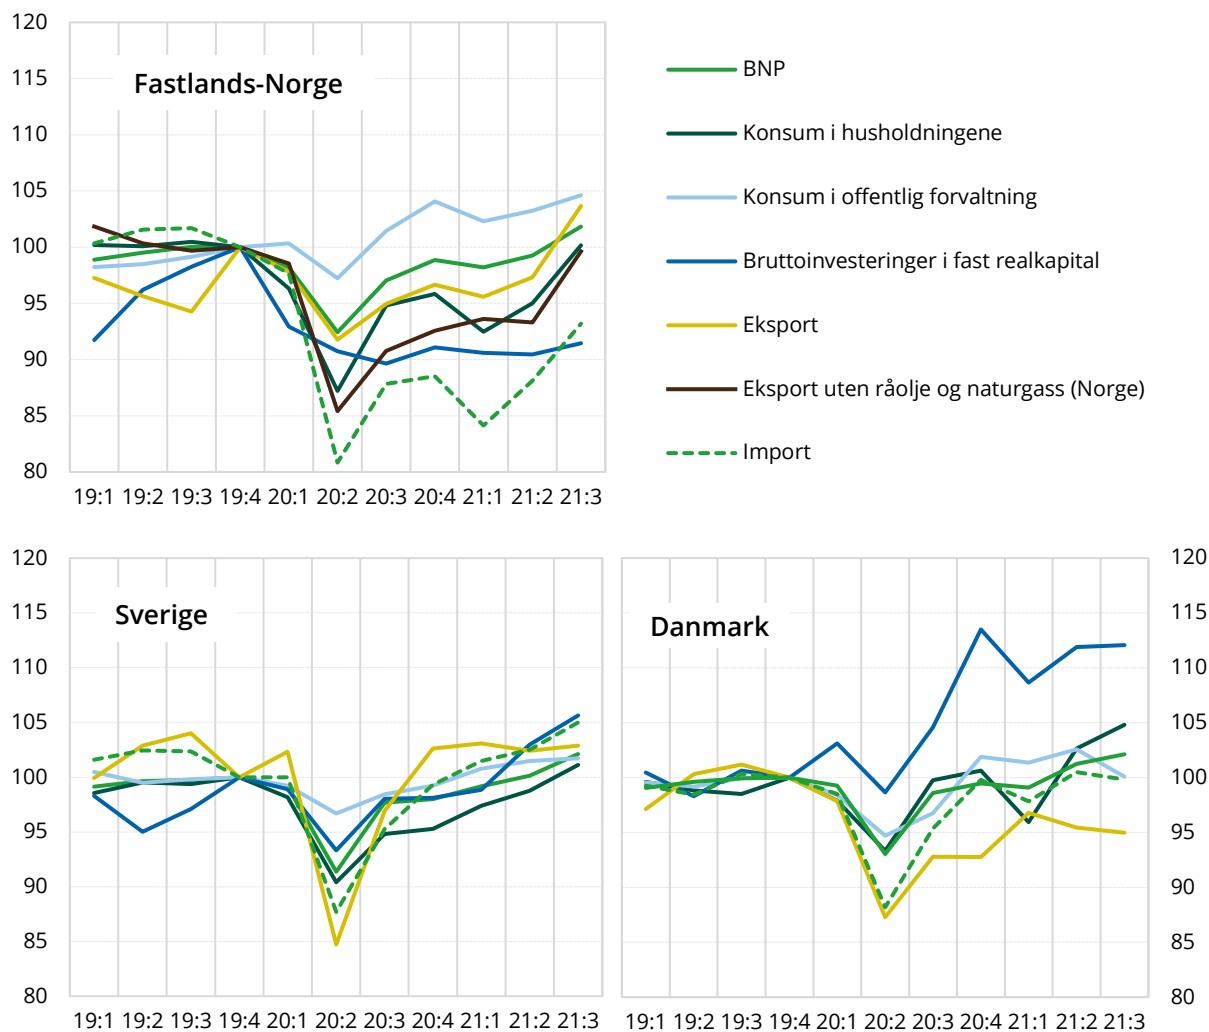 Fastlands-Norge
120
115
110
105
100
95
90
85
80
19:1 19:2 19:3 19:4 20:1 20:2 20:3 20:4 21:1 21:2 21:3
BNP
Konsum i husholdningene
Konsum i offentlig forvaltning
Bruttoinvesteringer i fast realkapital
Eksport
Eksport uten råolje og naturgass (Norge)
Import
Sverige
120
115
110
105
100
95
90
85
80
19:1 19:2 19:3 19:4 20:1 20:2 20:3 20:4 21:1 21:2 21:3
Danmark
120
115
110
105
100
95
90
85
80
19:1 19:2 19:3 19:4 20:1 20:2 20:3 20:4 21:1 21:2 21:3